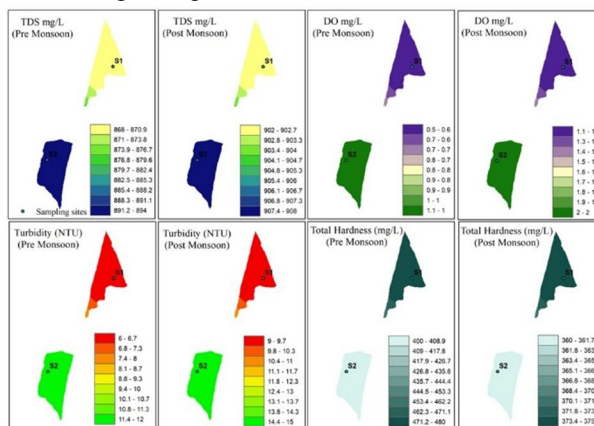 TDS mg/L
(Pre Monsoon)
S1
868 - 870.9
871 - 873.8
873.9 - 876.7
876.8 - 879.6
879.7 - 882.4
882.5 - 885.3
885.4 - 888.2
888.3 - 891.1
891.2 - 894
S2
Sampling sites
TDS mg/L
(Post Monsoon)
S1
902 - 902.7
902.8 - 903.3
903.4 - 904
904.1 - 904.7
904.8 - 905.3
905.4 - 906
906.1 - 906.7
906.8 - 907.3
907.4 - 908
S2
DO mg/L
(Pre Monsoon)
S1
0.5 - 0.6
0.6 - 0.7
0.7 - 0.7
0.8 - 0.7
0.8 - 0.8
0.9 - 0.8
0.9 - 0.9
1 - 1
1.1 - 1
S2
DO mg/L
(Post Monsoon)
S1
1.1 - 1
1.3 - 1
1.4 - 1
1.5 - 1
1.6 - 1
1.7 - 1
1.8 - 1
1.9 - 1
2 - 2
S2
Turbidity (NTU)
(Pre Monsoon)
S1
6 - 6.7
6.8 - 7.3
7.4 - 8
8.1 - 8.7
8.8 - 9.3
9.4 - 10
10.1 - 10.7
10.8 - 11.3
11.4 - 12
S2
Turbidity (NTU)
(Post Monsoon)
S1
9 - 9.7
9.8 - 10.3
10.4 - 11
11.1 - 11.7
11.8 - 12.3
12.4 - 13
13.1 - 13.7
13.8 - 14.3
14.4 - 15
S2
Total Hardness (mg/L)
(Pre Monsoon)
S1
400 - 408.9
409 - 417.8
417.9 - 426.7
426.8 - 435.6
435.7 - 444.4
444.5 - 453.3
453.4 - 462.2
462.3 - 471.1
471.2 - 480
Total Hardness (mg/L)
(Post Monsoon)
S1
360 - 361.7
361.8 - 363
363.4 - 365
365.1 - 366
366.8 - 368
368.4 - 370
370.1 - 371
371.8 - 373
373.4 - 375
S2